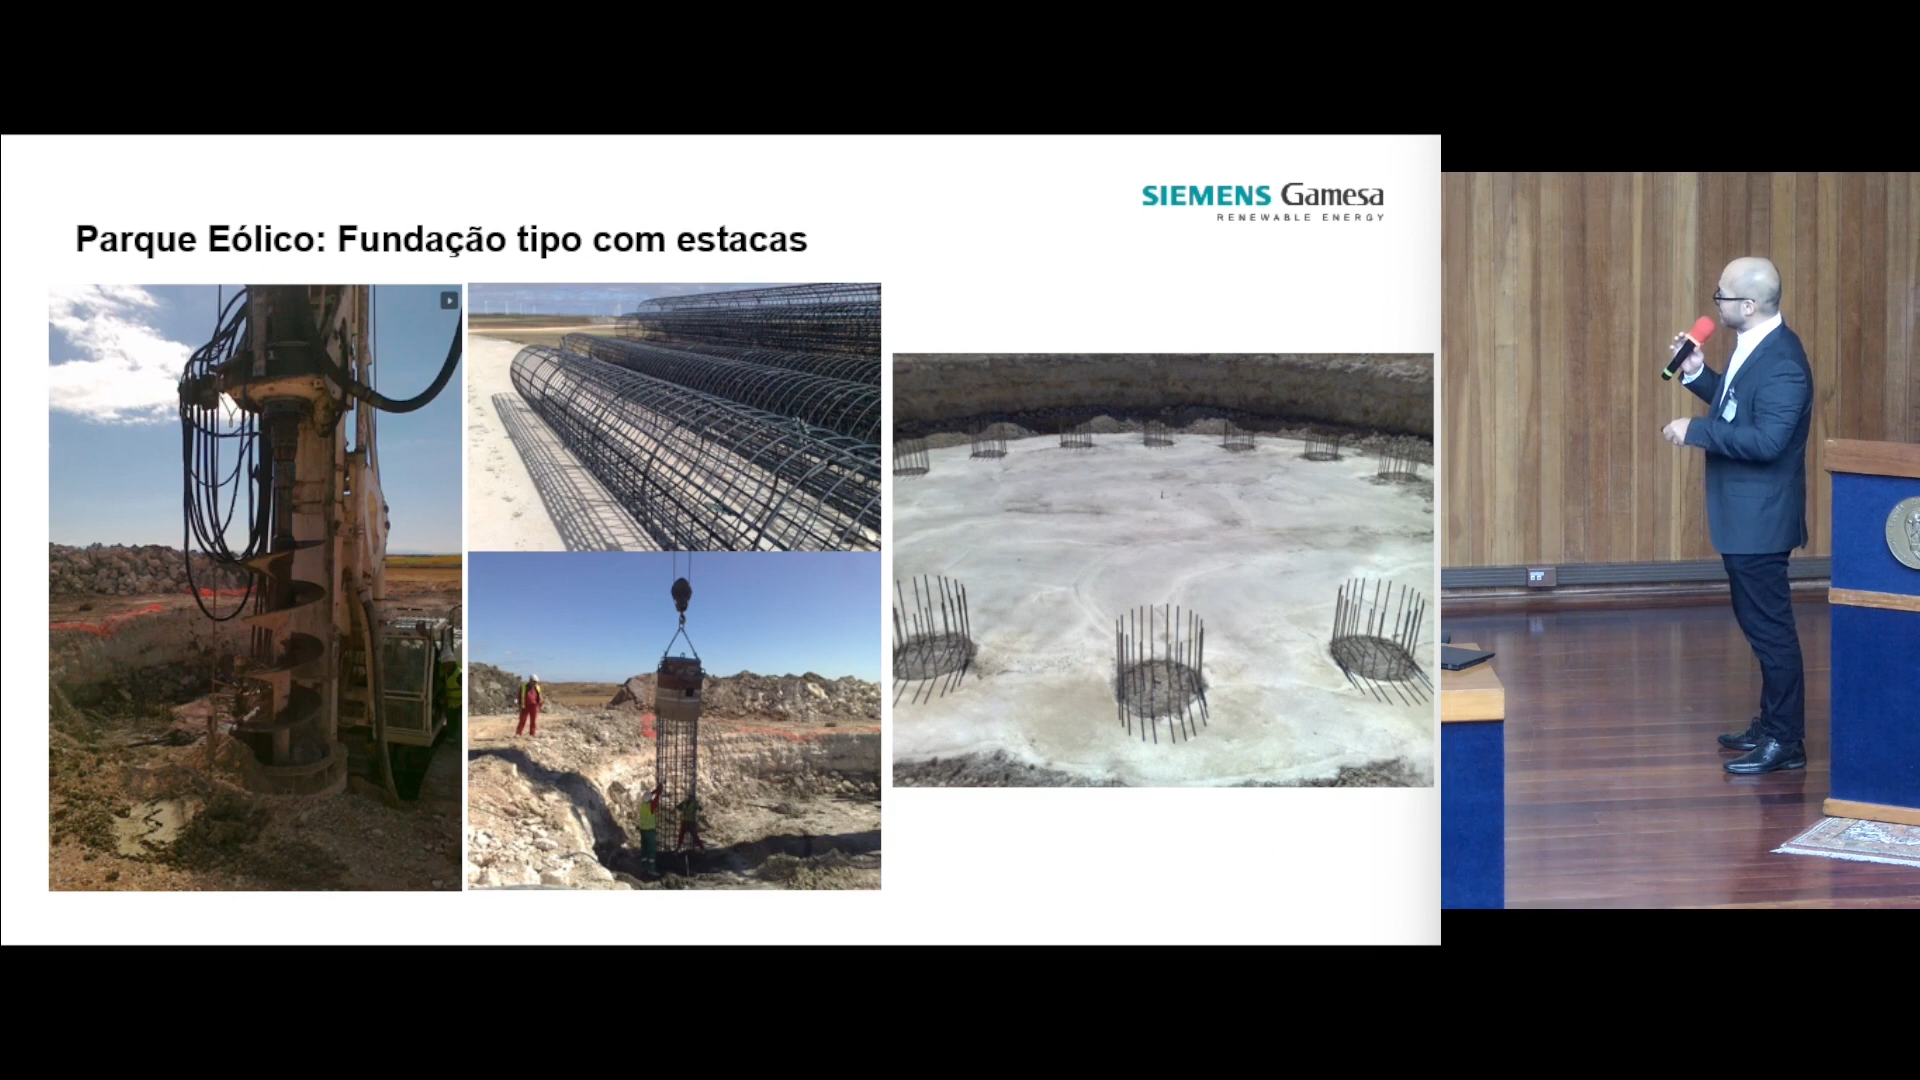 SIEMENS Gamesa
RENEWABLE ENERGY
Parque Eólico: Fundação tipo com estacas